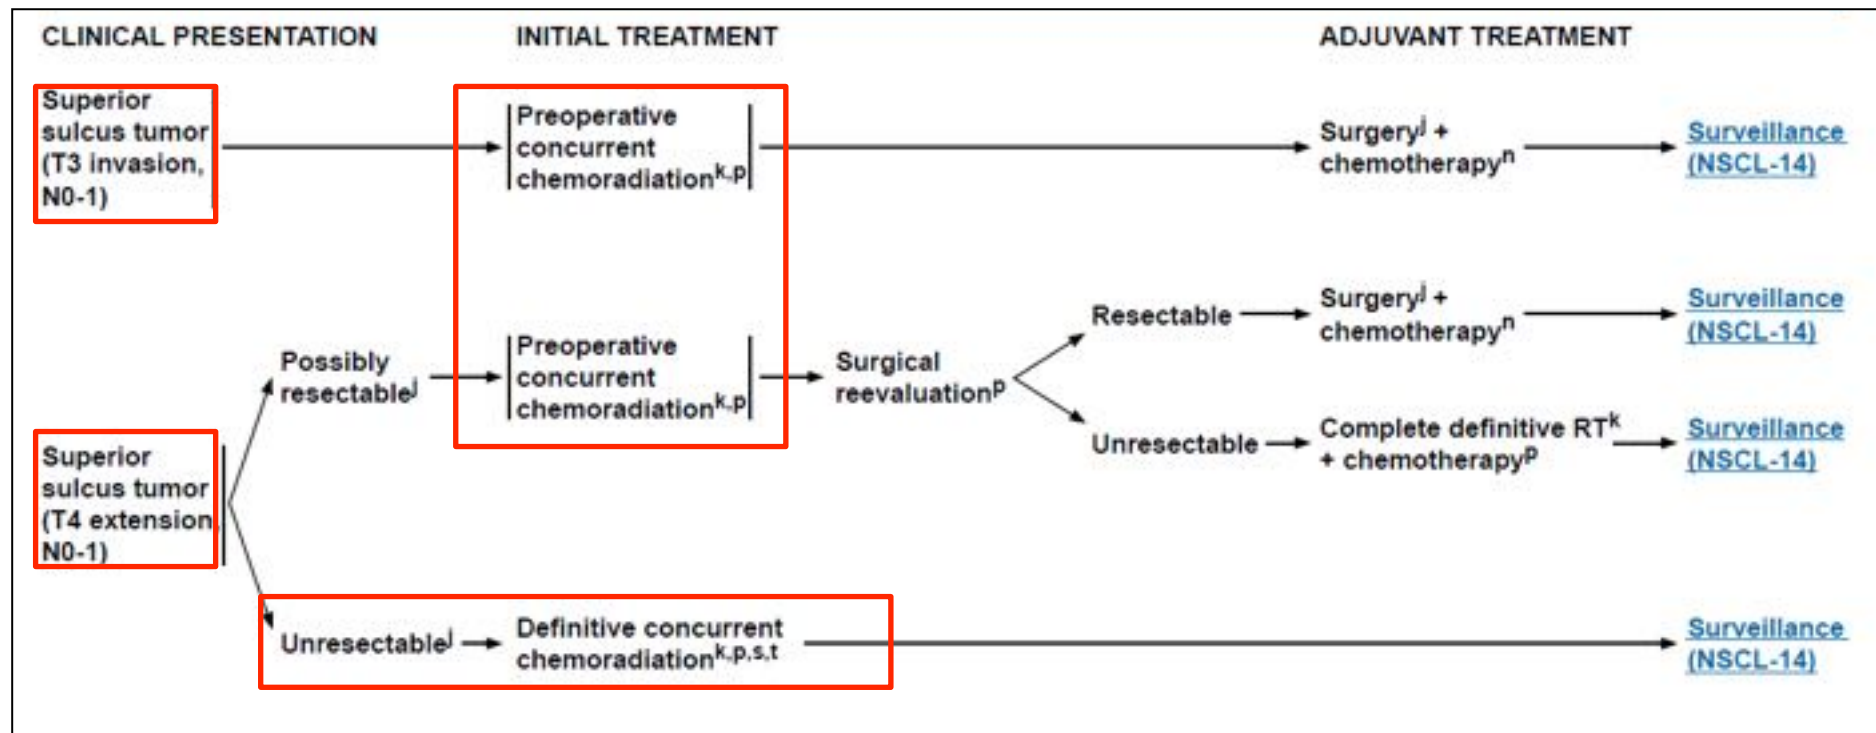 CLINICAL PRESENTATION
INITIAL TREATMENT
ADJUVANT TREATMENT
Superior
sulcus tumor
(T3 invasion,
N0-1)
Preoperative
concurrent
chemoradiationk,p
Surgeryj +
chemotherapyn
Surveillance
(NSCL-14)
Superior
sulcus tumor
(T4 extension,
N0-1)
Possibly
resectablej
Preoperative
concurrent
chemoradiationk,p
Surgical
reevaluationp
Resectable
Surgeryj +
chemotherapyn
Surveillance
(NSCL-14)
Unresectable
Complete definitive RTk
+ chemotherapyp
Surveillance
(NSCL-14)
Unresectablej
Definitive concurrent
chemoradiationk,p,s,t
Surveillance
(NSCL-14)